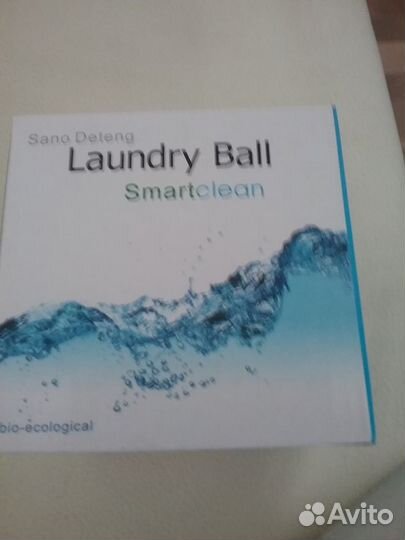 Sano Deteng
Laundry Ball
Smartclean
bio-ecological
Avito